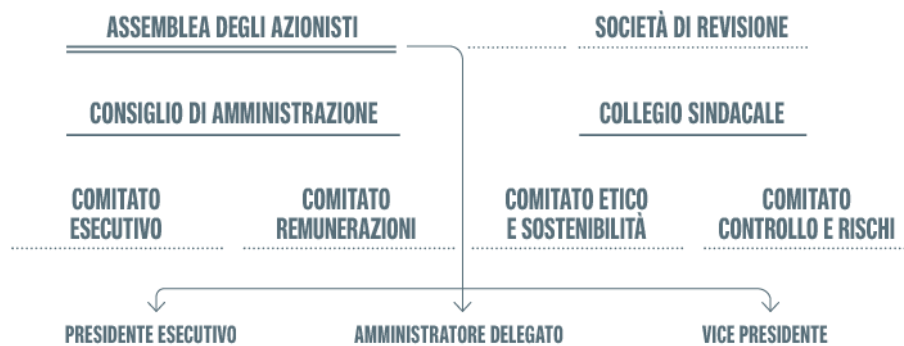 ASSEMBLEA DEGLI AZIONISTI
SOCIETÀ DI REVISIONE
CONSIGLIO DI AMMINISTRAZIONE
COLLEGIO SINDACALE
COMITATO
ESECUTIVO
COMITATO
REMUNERAZIONI
COMITATO ETICO
E SOSTENIBILITÀ
COMITATO
CONTROLLO E RISCHI
PRESIDENTE ESECUTIVO
AMMINISTRATORE DELEGATO
VICE PRESIDENTE